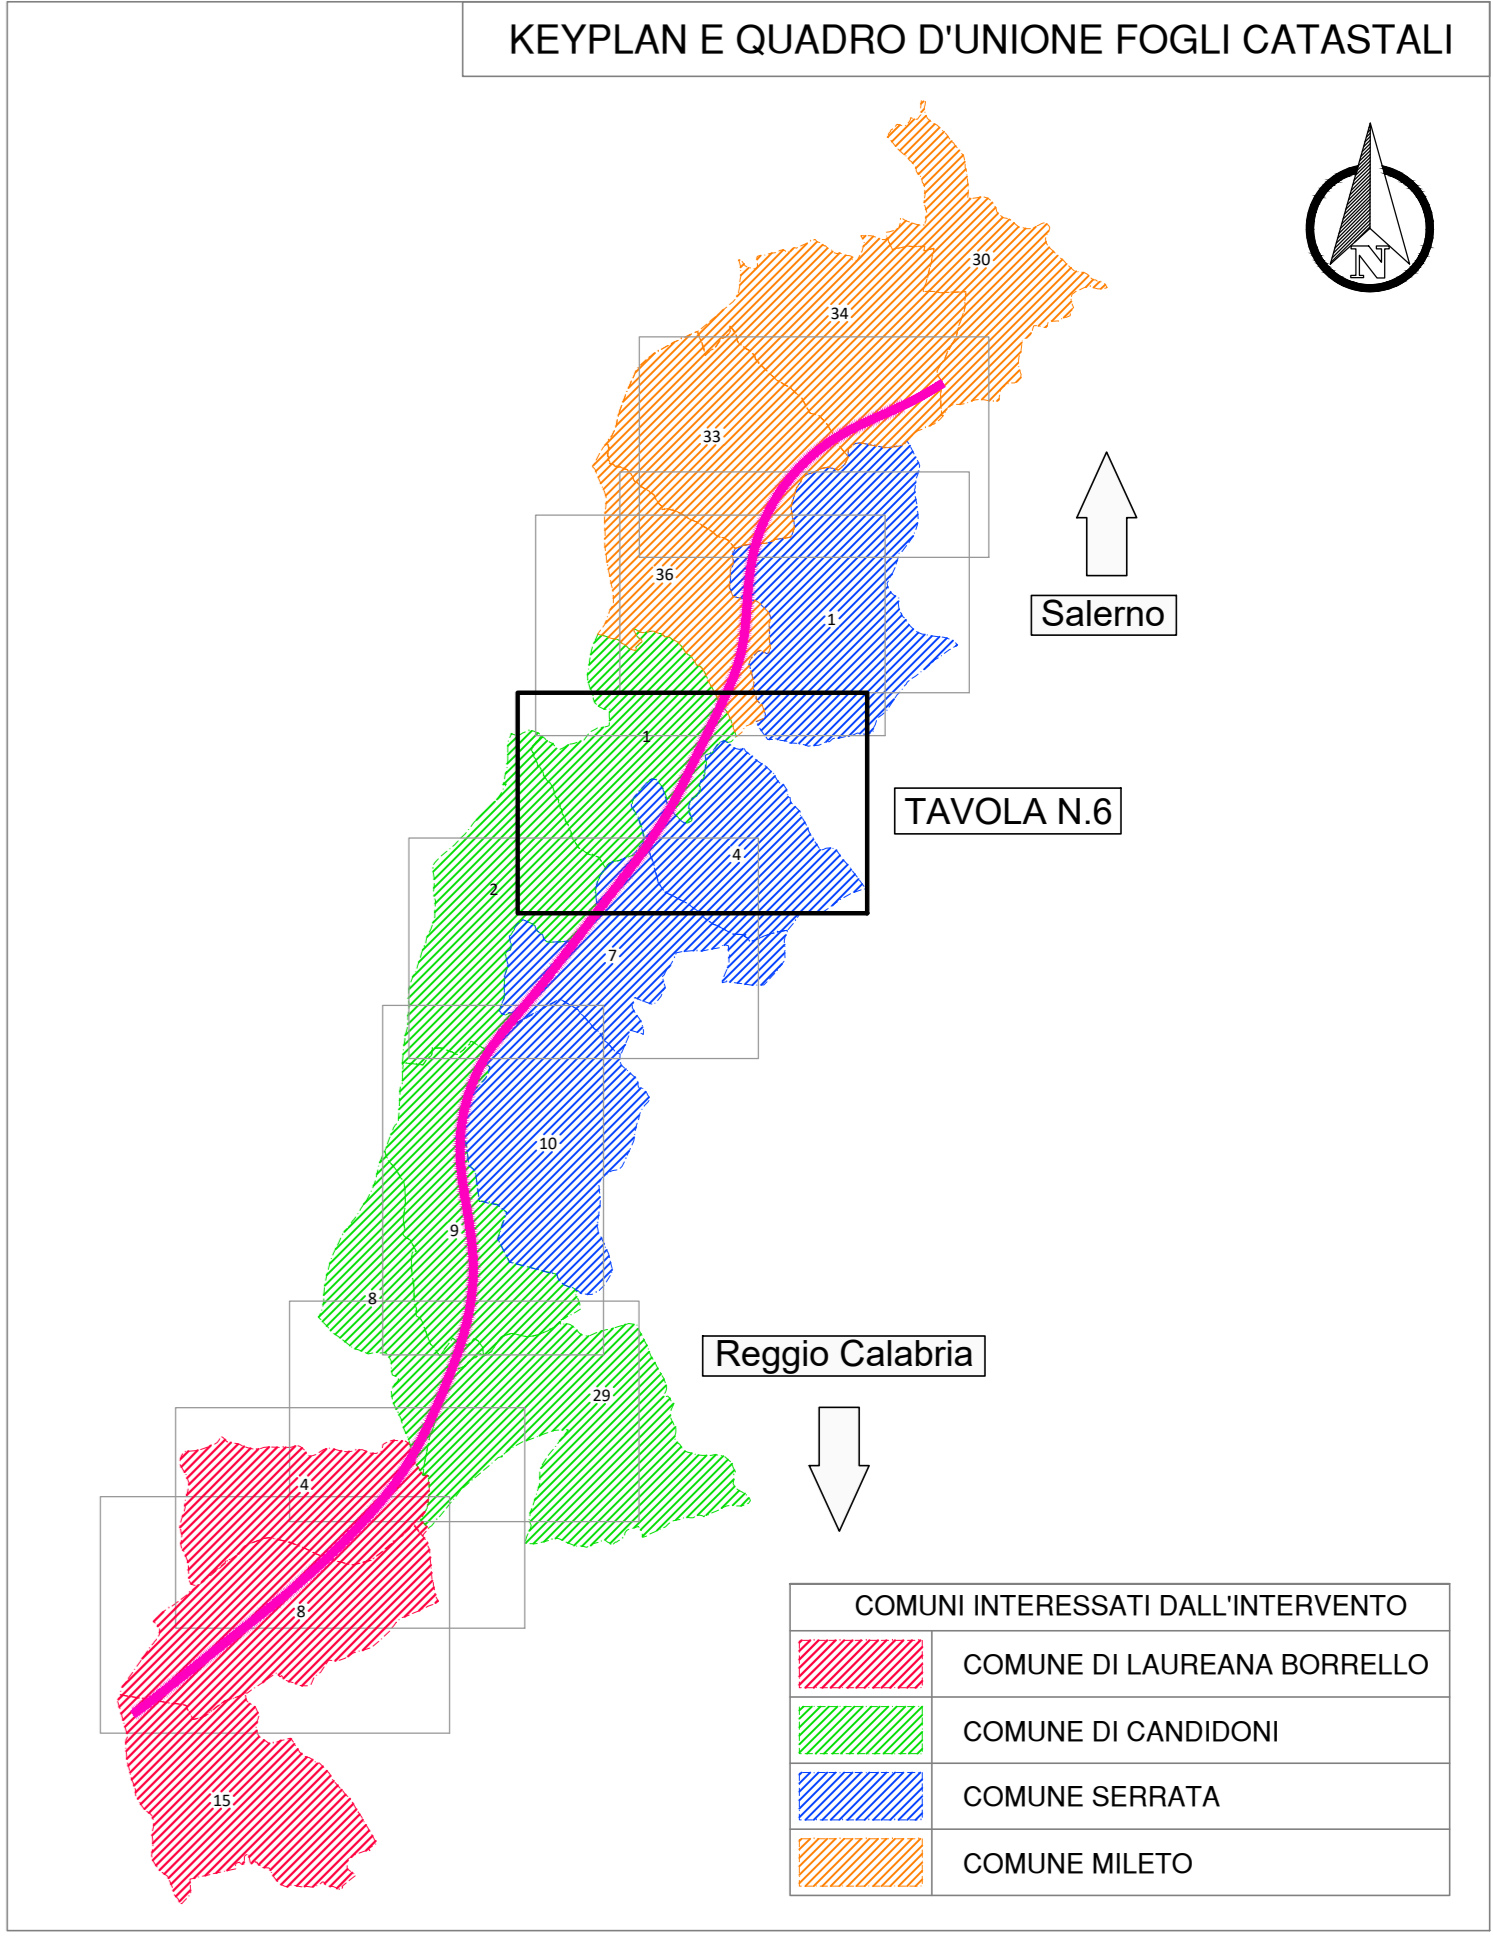 KEYPLAN E QUADRO D'UNIONE FOGLI CATASTALI
N
30
34
33
36
1
Salerno
1
TAVOLA N.6
4
2
7
10
9
8
Reggio Calabria
29
4
8
15
COMUNI INTERESSATI DALL'INTERVENTO
COMUNE DI LAUREANA BORRELLO
COMUNE DI CANDIDONI
COMUNE SERRATA
COMUNE MILETO